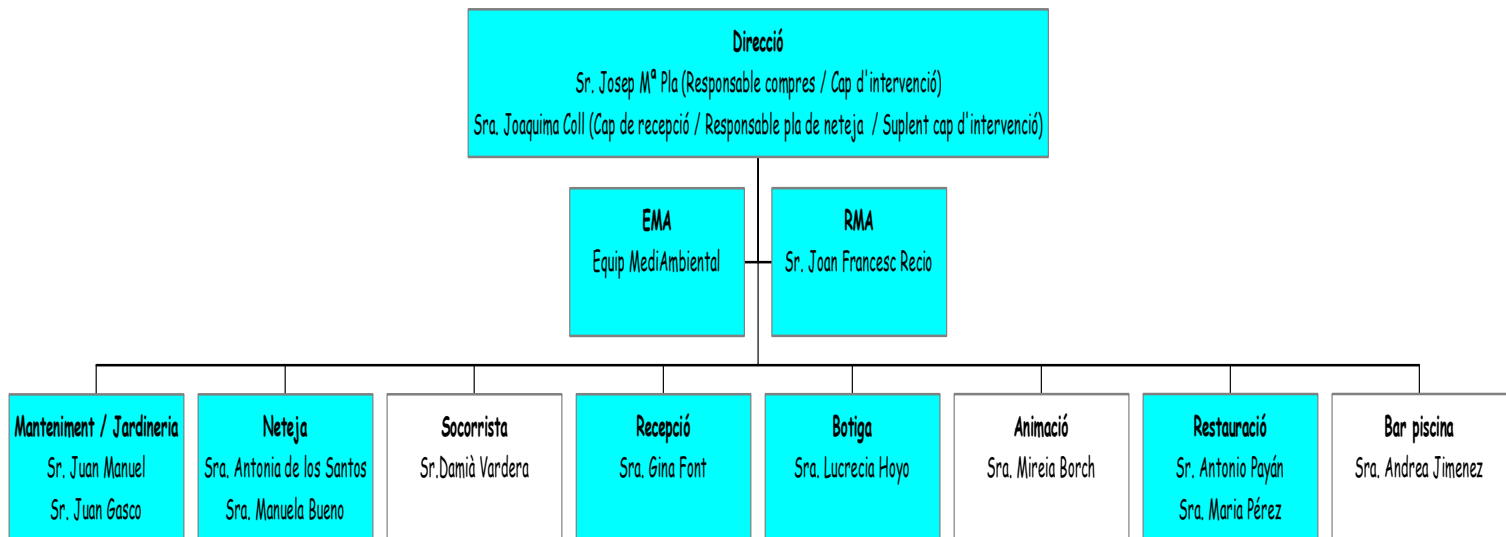 Direcció
Sr. Josep Mª Pla (Responsable compres / Cap d'intervenció)
Sra. Joaquima Coll (Cap de recepció / Responsable pla de neteja / Suplent cap d'intervenció)
EMA
Equip MediAmbiental
RMA
Sr. Joan Francesc Recio
Manteniment / Jardineria
Sr. Juan Manuel
Sr. Juan Gasco
Neteja
Sra. Antonia de los Santos
Sra. Manuela Bueno
Socorrista
Sr.Damià Vardera
Recepció
Sra. Gina Font
Botiga
Sra. Lucrecia Hoyo
Animació
Sra. Mireia Borch
Restauració
Sr. Antonio Payán
Sra. Maria Pérez
Bar piscina
Sra. Andrea Jimenez